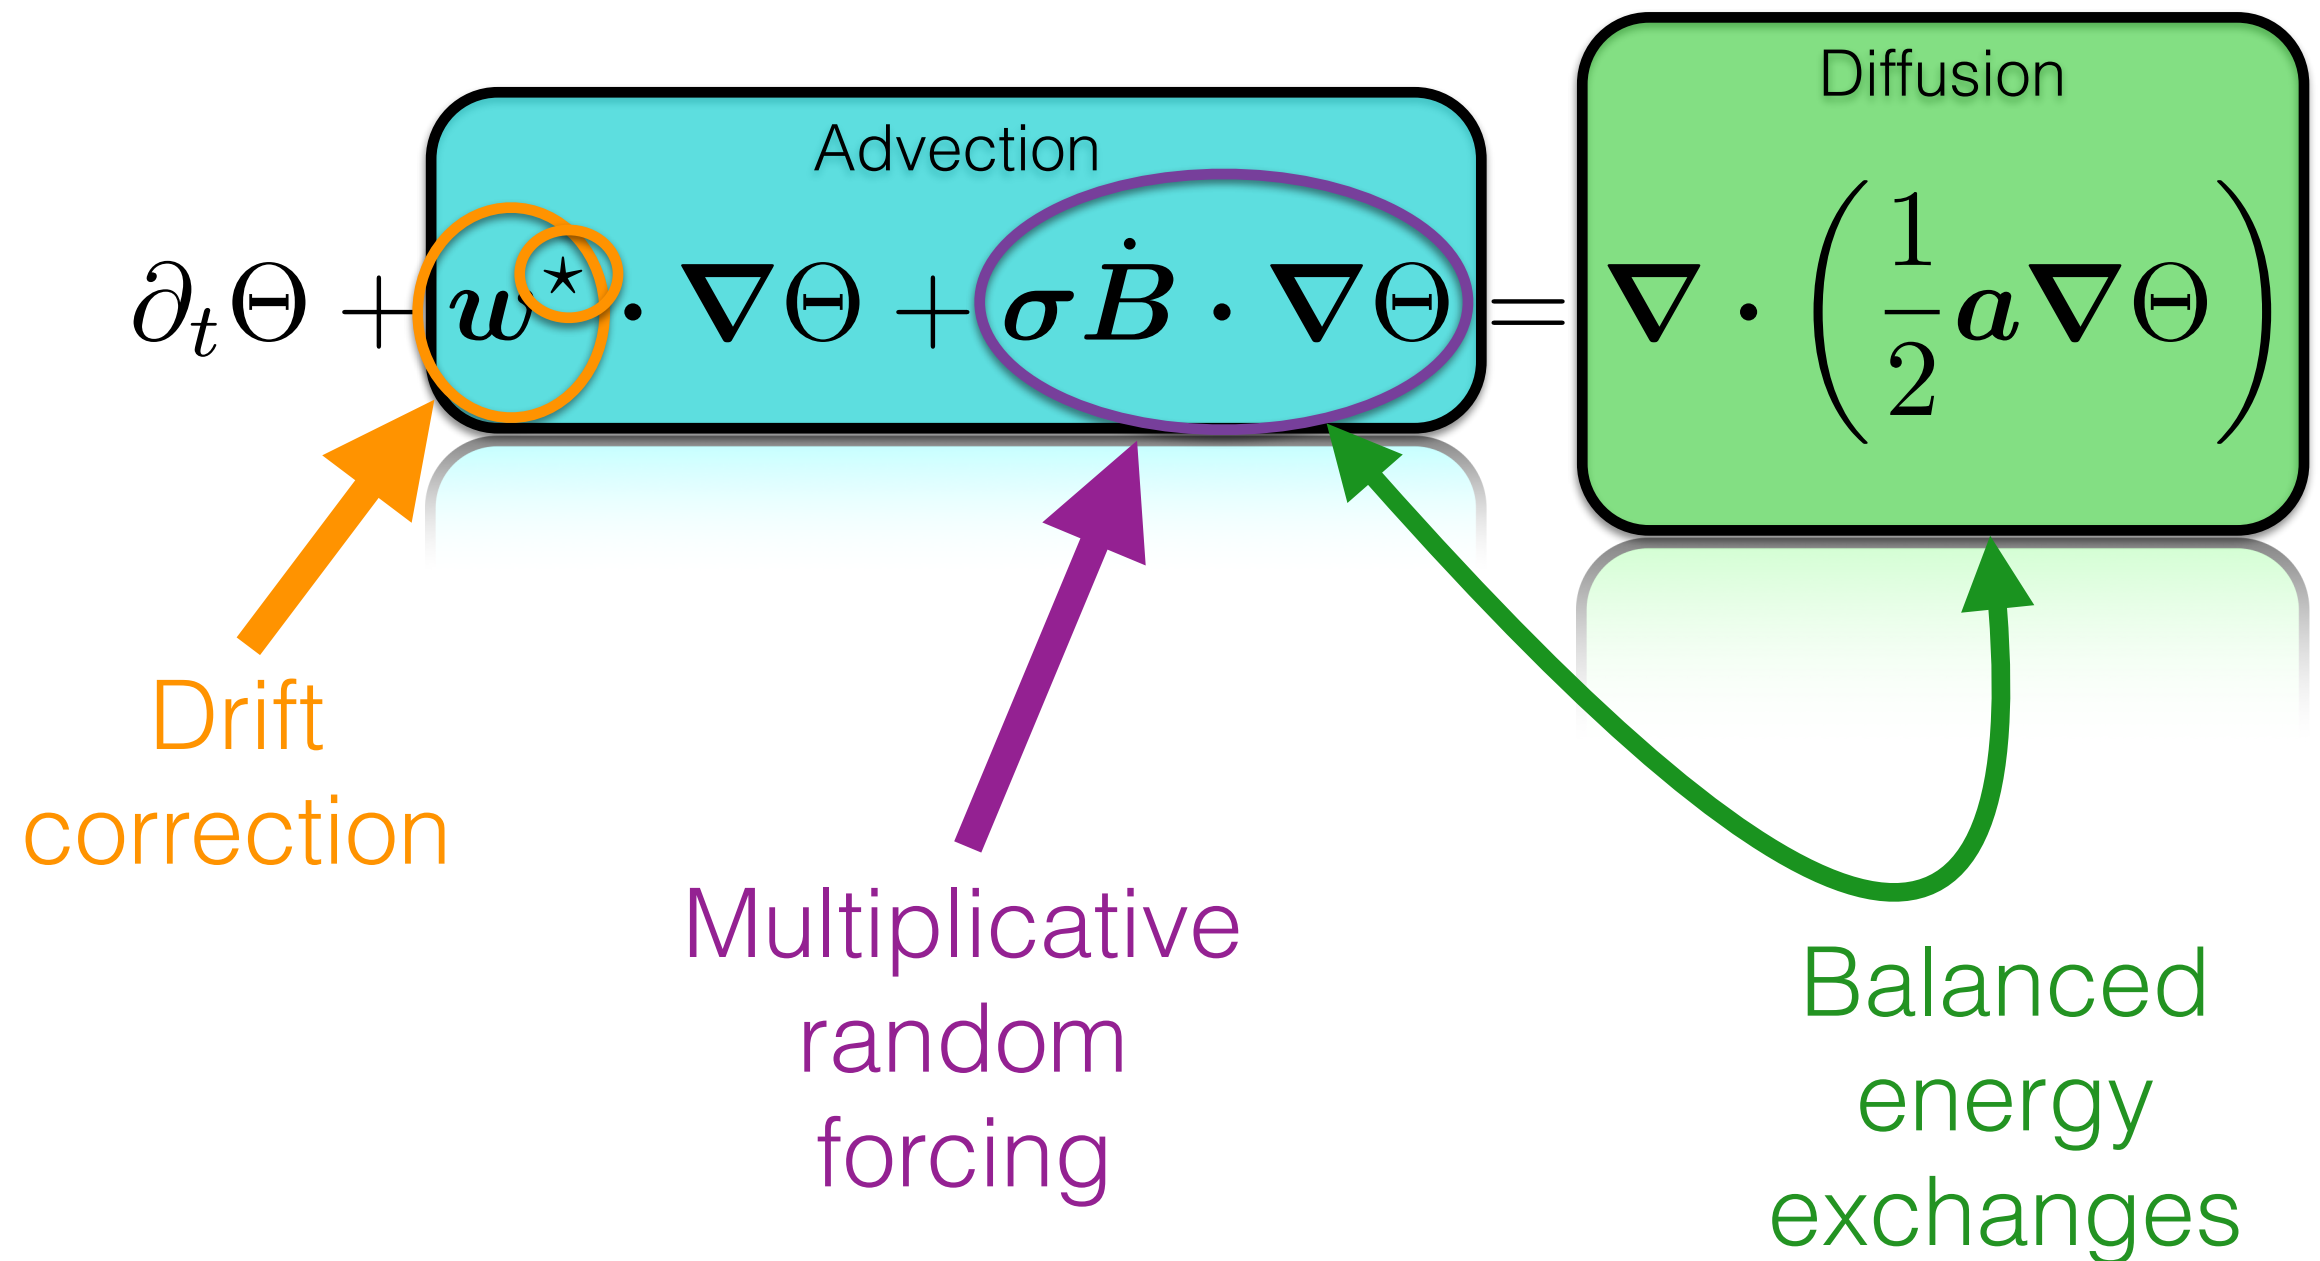 Diffusion
Advection
∂ₜΘ + w⋆ · ∇Θ + σḂ · ∇Θ = ∇ · (1/2 a∇Θ)
Drift
correction
Multiplicative
random
forcing
Balanced
energy
exchanges